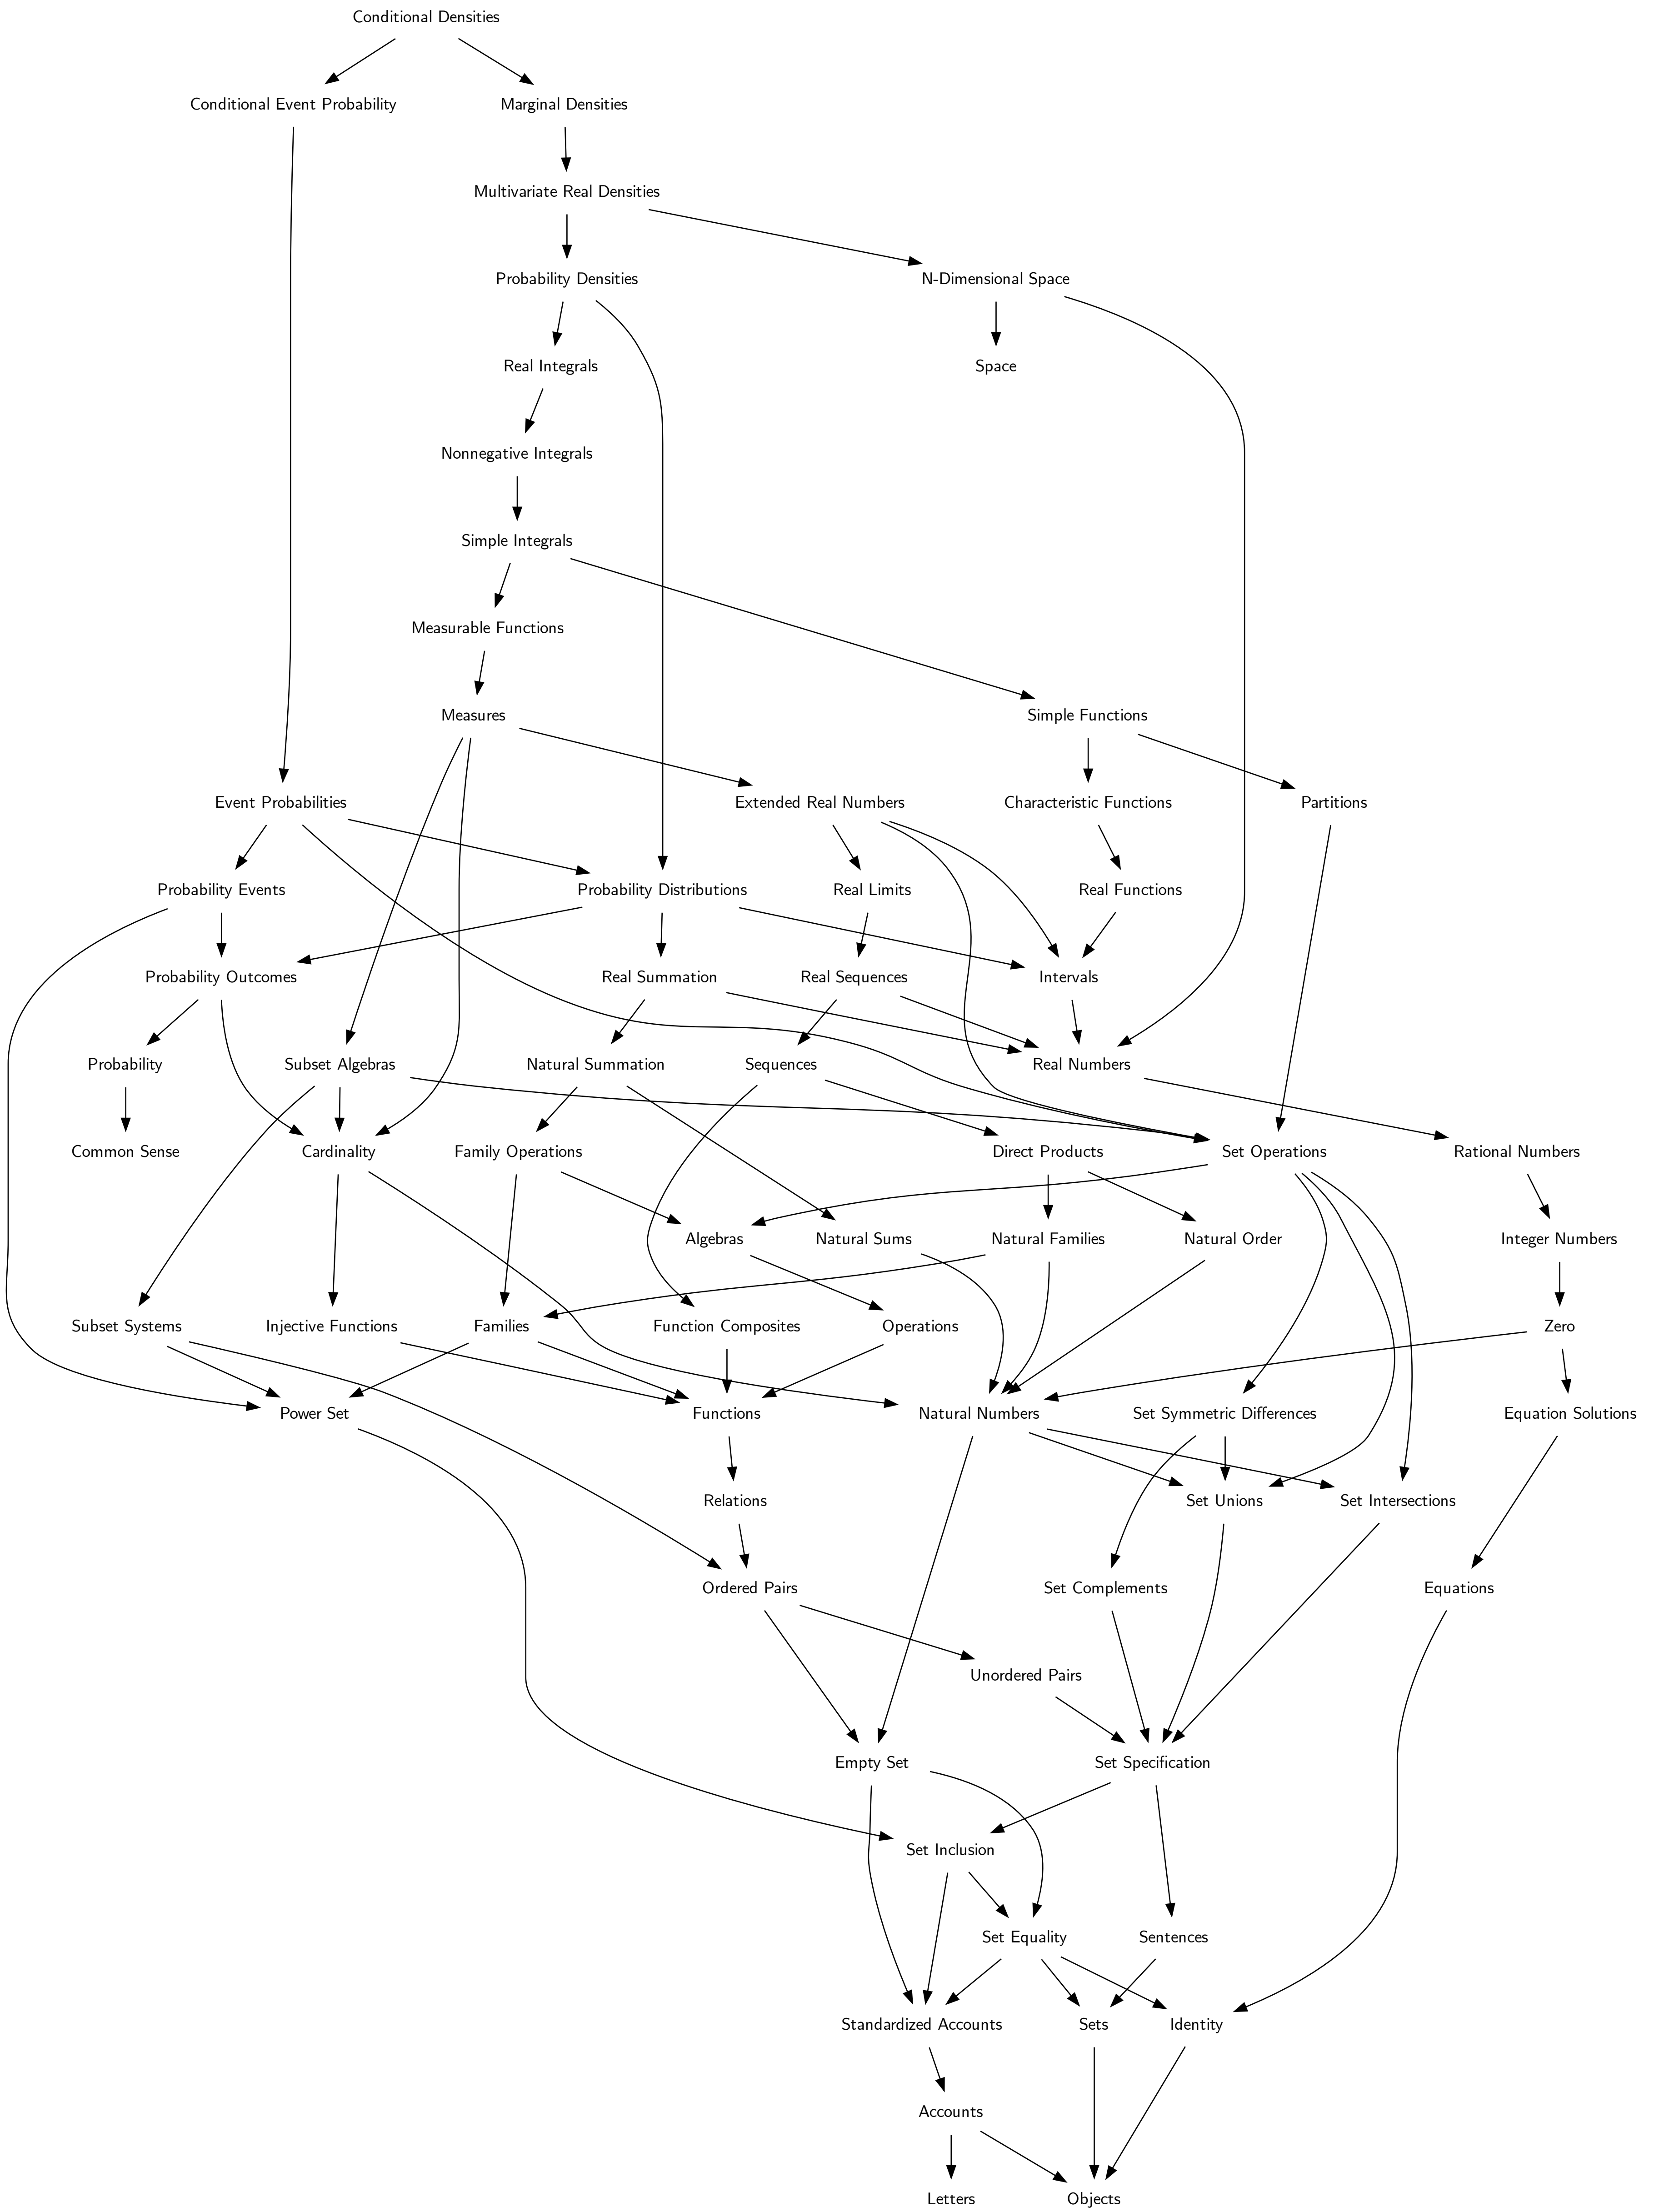 Conditional Densities
Conditional Event Probability
Marginal Densities
Multivariate Real Densities
Probability Densities
N-Dimensional Space
Real Integrals
Space
Nonnegative Integrals
Simple Integrals
Measurable Functions
Measures
Simple Functions
Event Probabilities
Extended Real Numbers
Characteristic Functions
Partitions
Probability Events
Probability Distributions
Real Limits
Real Functions
Probability Outcomes
Real Summation
Real Sequences
Intervals
Probability
Subset Algebras
Natural Summation
Sequences
Real Numbers
Common Sense
Cardinality
Family Operations
Direct Products
Set Operations
Rational Numbers
Algebras
Natural Sums
Natural Families
Natural Order
Integer Numbers
Subset Systems
Injective Functions
Families
Function Composites
Operations
Zero
Power Set
Functions
Natural Numbers
Set Symmetric Differences
Equation Solutions
Relations
Set Unions
Set Intersections
Ordered Pairs
Set Complements
Equations
Unordered Pairs
Empty Set
Set Specification
Set Inclusion
Set Equality
Sentences
Standardized Accounts
Sets
Identity
Accounts
Letters
Objects